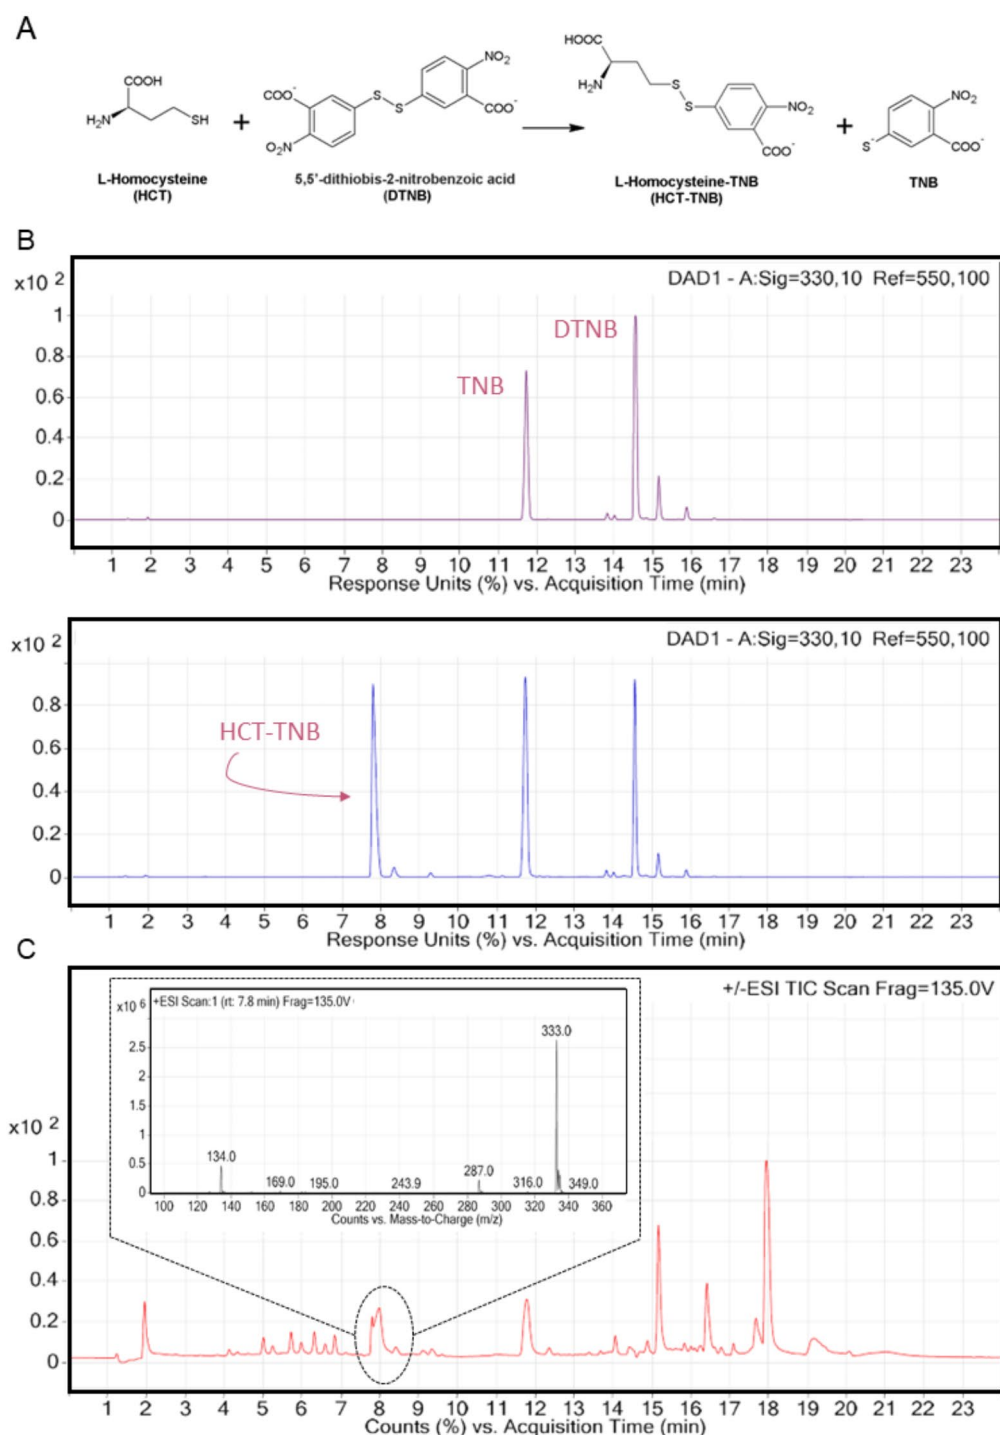 A
HOOC
COOH
H₂N
SH
+
COO⁻
O₂N
S
S
NO₂
COO⁻
H₂N
S
S
NO₂
COO⁻
+
S⁻
NO₂
COO⁻
L-Homocysteine
(HCT)
5,5'-dithiobis-2-nitrobenzoic acid
(DTNB)
L-Homocysteine-TNB
(HCT-TNB)
TNB
B
x10 2
DAD1 - A:Sig=330,10 Ref=550,100
DTNB
TNB
1
0.8
0.6
0.4
0.2
0
1 2 3 4 5 6 7 8 9 10 11 12 13 14 15 16 17 18 19 20 21 22 23
Response Units (%) vs. Acquisition Time (min)
x10 2
DAD1 - A:Sig=330,10 Ref=550,100
HCT-TNB
0.8
0.6
0.4
0.2
0
1 2 3 4 5 6 7 8 9 10 11 12 13 14 15 16 17 18 19 20 21 22 23
Response Units (%) vs. Acquisition Time (min)
C
+/-ESI TIC Scan Frag=135.0V
x10 6
+ESI Scan:1 (rt: 7.8 min) Frag=135.0V
333.0
2.5
2
1.5
1
0.5
0
134.0
169.0
195.0
243.9
287.0
316.0
349.0
100 120 140 160 180 200 220 240 260 280 300 320 340 360
Counts vs. Mass-to-Charge (m/z)
x10 2
1
0.8
0.6
0.4
0.2
0
1 2 3 4 5 6 7 8 9 10 11 12 13 14 15 16 17 18 19 20 21 22 23
Counts (%) vs. Acquisition Time (min)